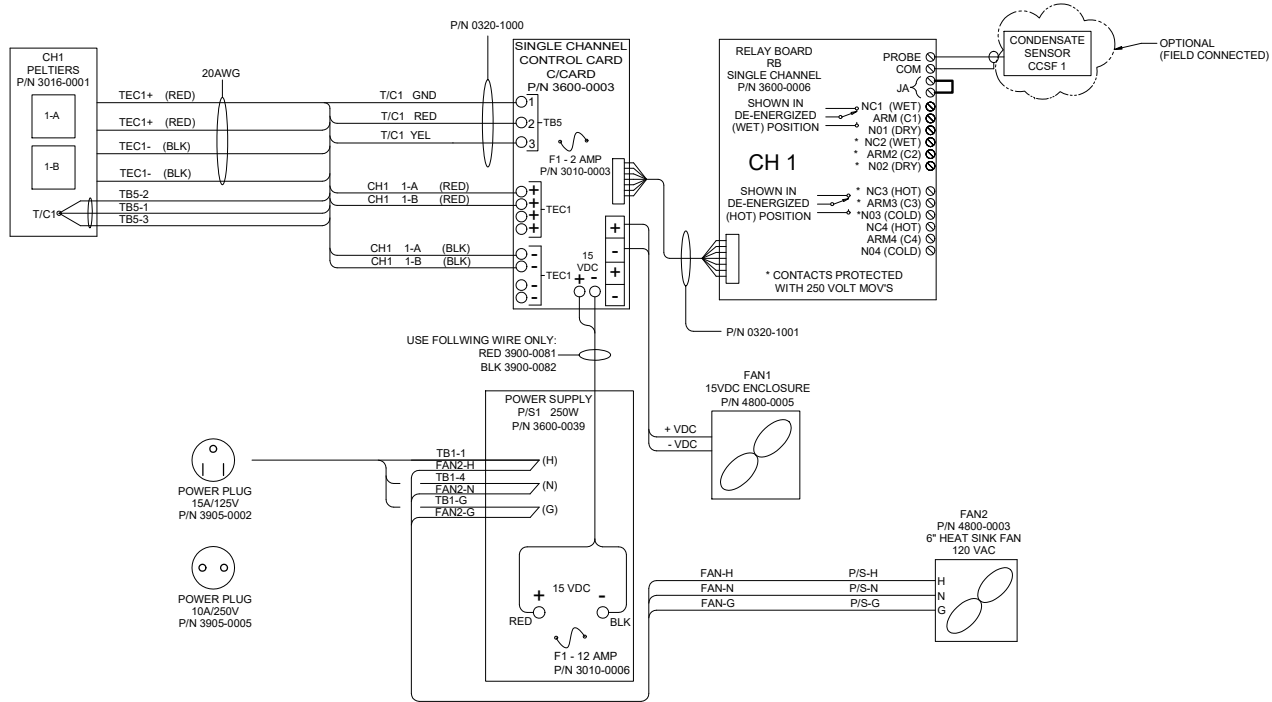 P/N 0320-1000
CH1
PELTIERS
P/N 3016-0001
1-A
1-B
T/C1
20AWG
TEC1+ (RED)
TEC1+ (RED)
TEC1- (BLK)
TEC1- (BLK)
TB5-2
TB5-1
TB5-3
T/C1 GND
T/C1 RED
T/C1 YEL
CH1 1-A (RED)
CH1 1-B (RED)
CH1 1-A (BLK)
CH1 1-B (BLK)
SINGLE CHANNEL
CONTROL CARD
C/CARD
P/N 3600-0003
1
2
3
TB5
F1 - 2 AMP
P/N 3010-0003
+
+
+
+
TEC1
-
-
-
-
TEC1
15
VDC
+ -
+
-
+
-
RELAY BOARD
RB
SINGLE CHANNEL
P/N 3600-0006
SHOWN IN
DE-ENERGIZED
(WET) POSITION
CH 1
SHOWN IN
DE-ENERGIZED
(HOT) POSITION
PROBE
COM
JA
NC1 (WET)
ARM (C1)
N01 (DRY)
* NC2 (WET)
* ARM2 (C2)
* N02 (DRY)
* NC3 (HOT)
* ARM3 (C3)
*N03 (COLD)
NC4 (HOT)
ARM4 (C4)
N04 (COLD)
* CONTACTS PROTECTED
WITH 250 VOLT MOV'S
CONDENSATE
SENSOR
CCSF 1
OPTIONAL
(FIELD CONNECTED)
P/N 0320-1001
USE FOLLWING WIRE ONLY:
RED 3900-0081
BLK 3900-0082
FAN1
15VDC ENCLOSURE
P/N 4800-0005
+ VDC
- VDC
POWER SUPPLY
P/S1 250W
P/N 3600-0039
TB1-1
FAN2-H
(H)
TB1-4
FAN2-N
(N)
TB1-G
FAN2-G
(G)
POWER PLUG
15A/125V
P/N 3905-0002
POWER PLUG
10A/250V
P/N 3905-0005
+ 15 VDC -
RED
BLK
F1 - 12 AMP
P/N 3010-0006
FAN2
P/N 4800-0003
6" HEAT SINK FAN
120 VAC
FAN-H P/S-H H
FAN-N P/S-N N
FAN-G P/S-G G